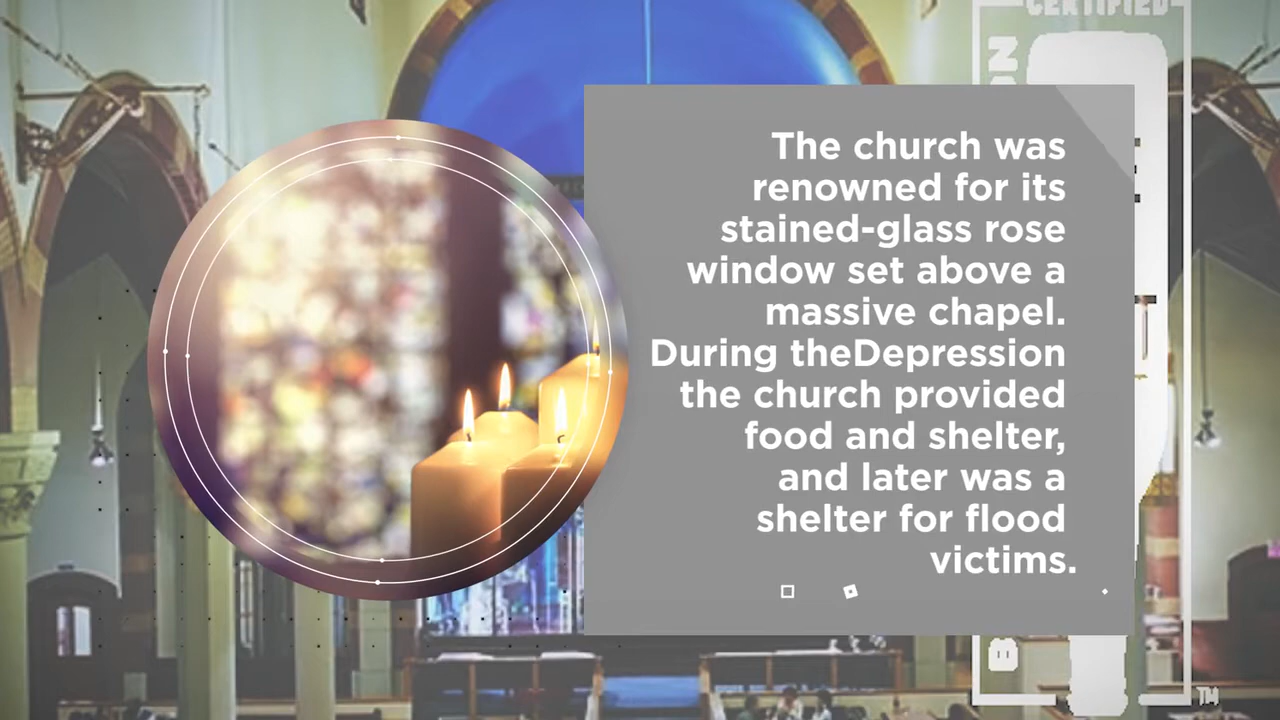 CERTIFIED
The church was
renowned for its
stained-glass rose
window set above a
massive chapel.
During theDepression
the church provided
food and shelter,
and later was a
shelter for flood
victims.
TM